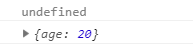 undefined
▶ {age: 20}